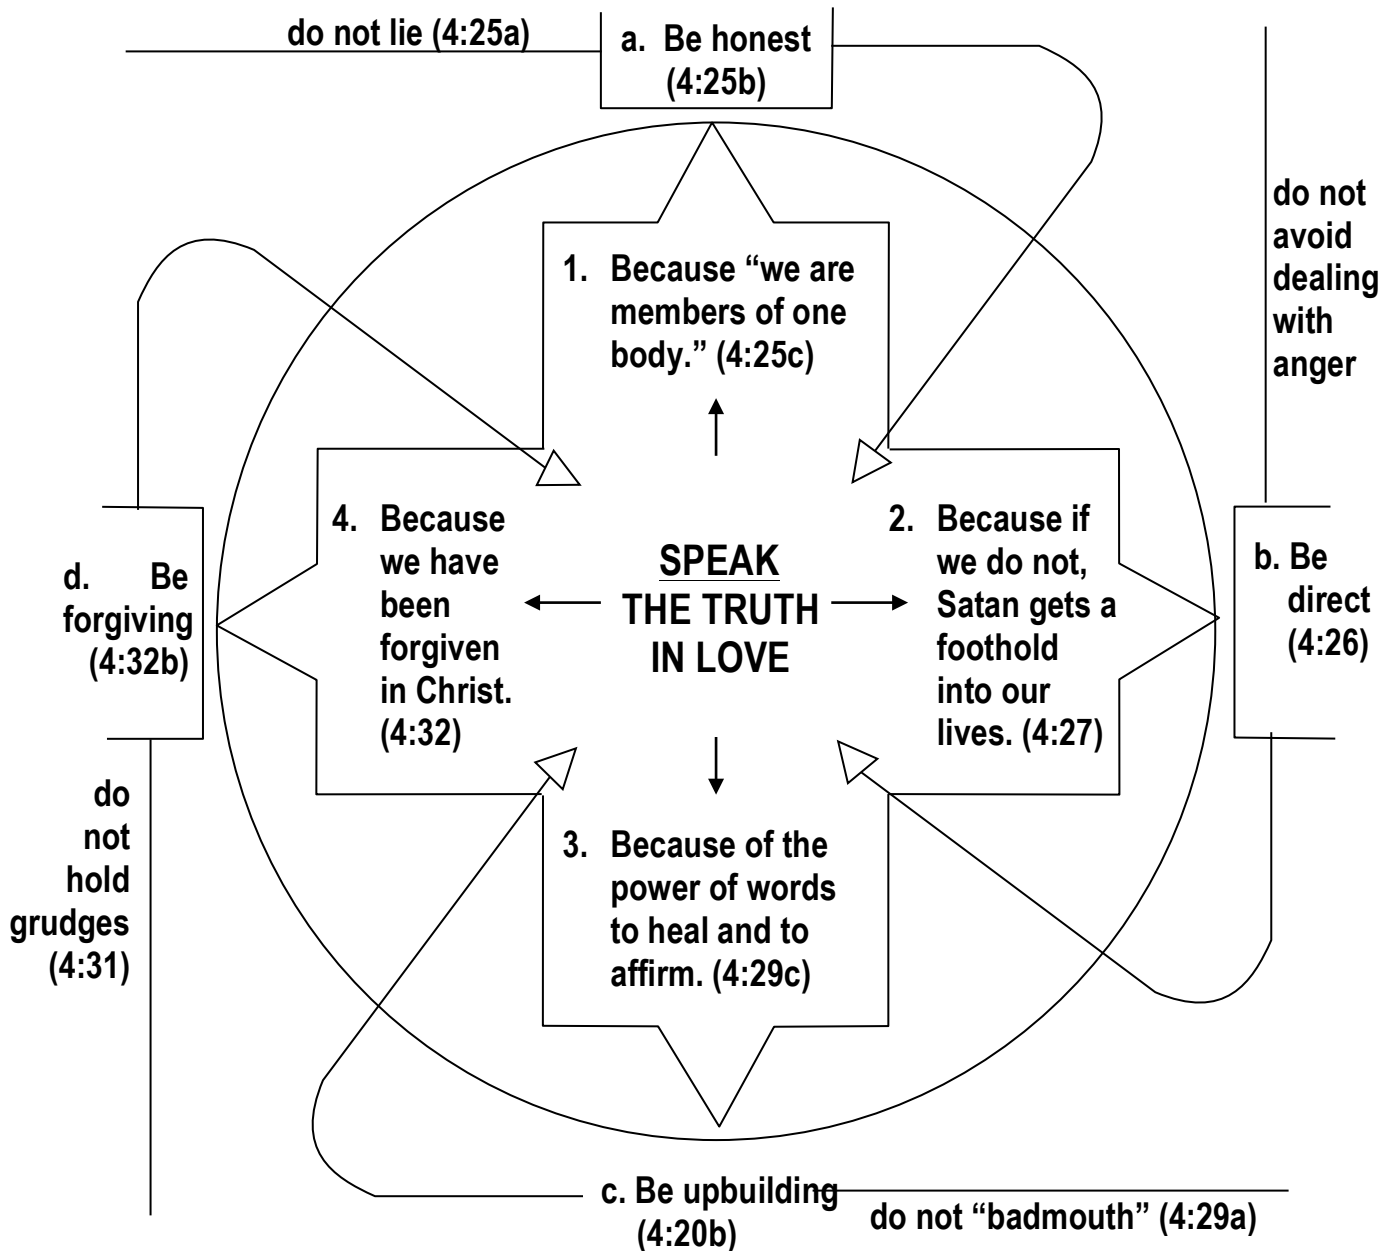 do not lie (4:25a)
a. Be honest
(4:25b)
do not
avoid
dealing
with
anger
1. Because “we are
members of one
body.” (4:25c)
4. Because
we have
been
forgiven
in Christ.
(4:32)
SPEAK
THE TRUTH
IN LOVE
2. Because if
we do not,
Satan gets a
foothold
into our
lives. (4:27)
d. Be
forgiving
(4:32b)
b. Be
direct
(4:26)
do
not
hold
grudges
(4:31)
3. Because of the
power of words
to heal and to
affirm. (4:29c)
c. Be upbuilding
(4:20b)
do not “badmouth” (4:29a)